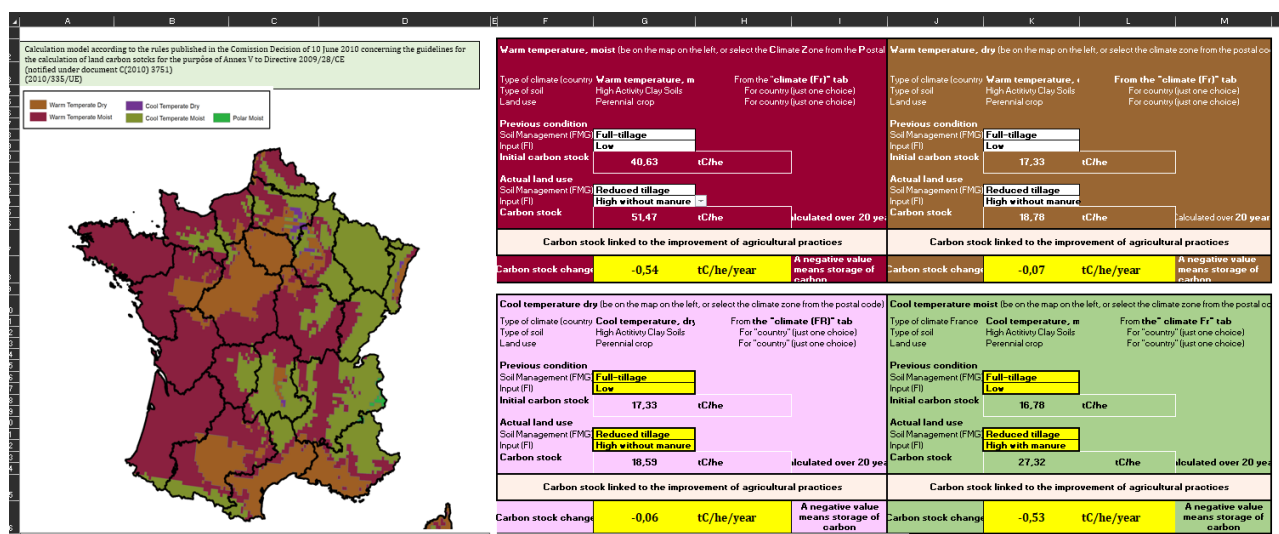 A B C D E F G H I J K L M
Calculation model according to the rules published in the Comission Decision of 10 June 2010 concerning the guidelines for
the calculation of land carbon sotcks for the purpose of Annex V to Directive 2009/28/CE
(notified under document C(2010) 3751)
(2010/335/UE)
Warm Temperate Dry
Cool Temperate Dry
Warm Temperate Moist
Cool Temperate Moist
Polar Moist
Warm temperature, moist (be on the map on the left, or select the Climate Zone from the Postal
Type of climate (country Warm temperature, m From the "climate (Fr)" tab
Type of soil High Activity Clay Soils For country (just one choice)
Land use Perennial crop For country (just one choice)
Previous condition
Soil Management (FMG) Full-tillage
Input (FI) Low
Initial carbon stock 40,63 tC/he
Actual land use
Soil Management (FMG) Reduced tillage
Input (FI) High without manure
Carbon stock 51,47 tC/he lculated over 20 yea
Carbon stock linked to the improvement of agricultural practices
Carbon stock change -0,54 tC/he/year A negative value
means storage of
carbon
Warm temperature, dry (be on the map on the left, or select the climate zone from the postal cod
Type of climate (country Warm temperature, From the "climate (Fr)" tab
Type of soil High Activity Clay Soils For country (just one choice)
Land use Perennial crop For country (just one choice)
Previous condition
Soil Management (FMG) Full-tillage
Input (FI) Low
Initial carbon stock 17,33 tC/he
Actual land use
Soil Management (FMG) Reduced tillage
Input (FI) High without manure
Carbon stock 18,78 tC/he Calculated over 20 year
Carbon stock linked to the improvement of agricultural practices
Carbon stock change -0,07 tC/he/year A negative value
means storage of
carbon
Cool temperature dry (be on the map on the left, or select the climate zone from the postal code)
Type of climate (country Cool temperature, dry From the "climate (FR)" tab
Type of soil High Actitivity Clay Soils For "country" (just one choice)
Land use Perennial crop For "country" (just one choice)
Previous condition
Soil Management (FMG) Full-tillage
Input (FI) Low
Initial carbon stock 17,33 tC/he
Actual land use
Soil Management (FMG) Reduced tillage
Input (FI) High without manure
Carbon stock 18,59 tC/he lculated over 20 yea
Carbon stock linked to the improvement of agricultural practices
Carbon stock change -0,06 tC/he/year A negative value
means storage of
carbon
Cool temperature moist (be on the map on the left, or select the climate zone from the postal co
Type of climate France Cool temperature, m From the" climate Fr" tab
Type of soil High Activity Clay Soils For "country" (just one choice)
Land use Perennial crop For "country" (just one choice)
Previous condition
Soil Management (FMG) Full-tillage
Input (FI) Low
Initial carbon stock 16,78 tC/he
Actual land use
Soil Management (FMG) Reduced tillage
Input (FI) High with manure
Carbon stock 27,32 tC/he lculated over 20 yea
Carbon stock linked to the improvement of agricultural practices
Carbon stock change -0,53 tC/he/year A negative value
means storage of
carbon